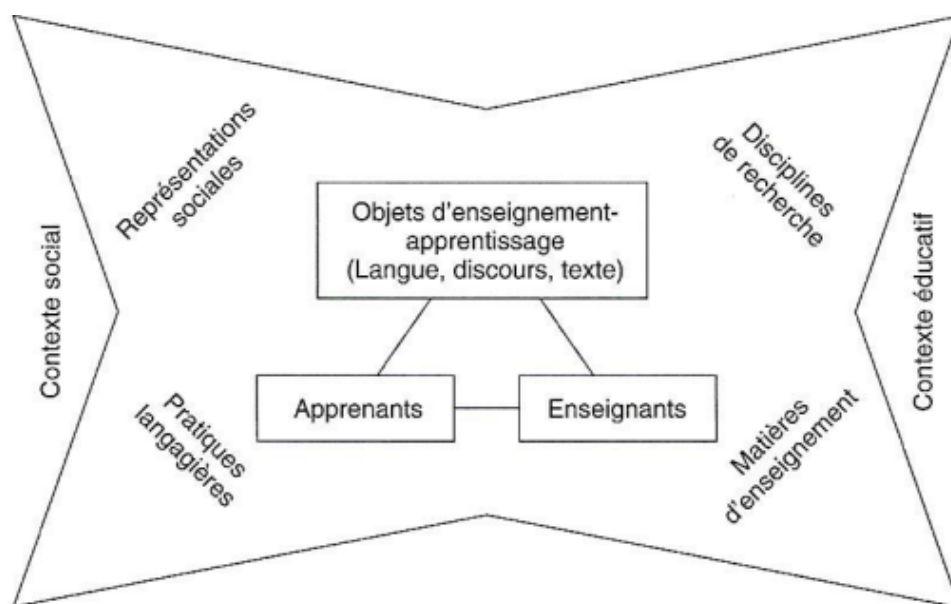 Représentations
sociales
Disciplines
de recherche
Objets d'enseignement-
apprentissage
(Langue, discours, texte)
Contexte social
Contexte éducatif
Apprenants
Enseignants
Pratiques
langagières
Matières
d'enseignement